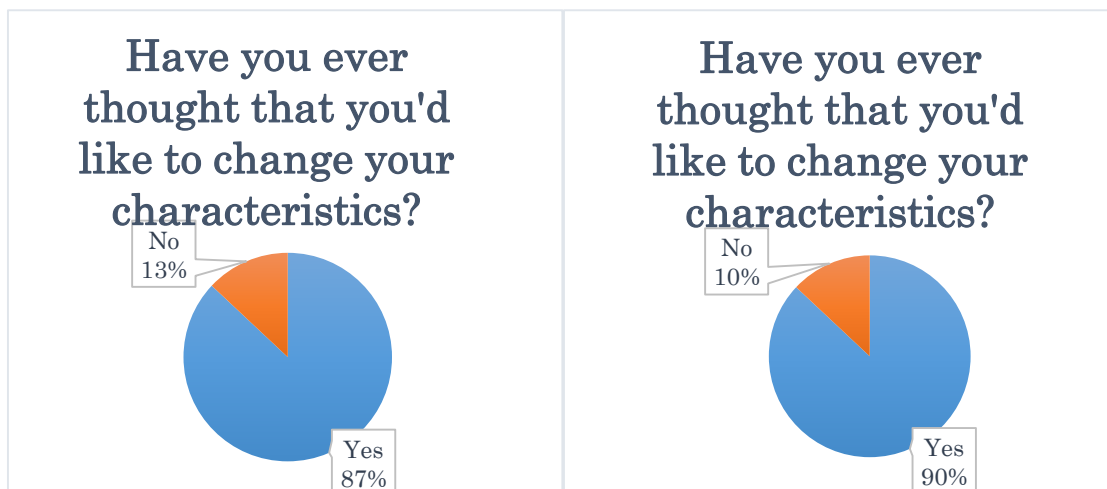 Have you ever
thought that you'd
like to change your
characteristics?
No
13%
Yes
87%
Have you ever
thought that you'd
like to change your
characteristics?
No
10%
Yes
90%